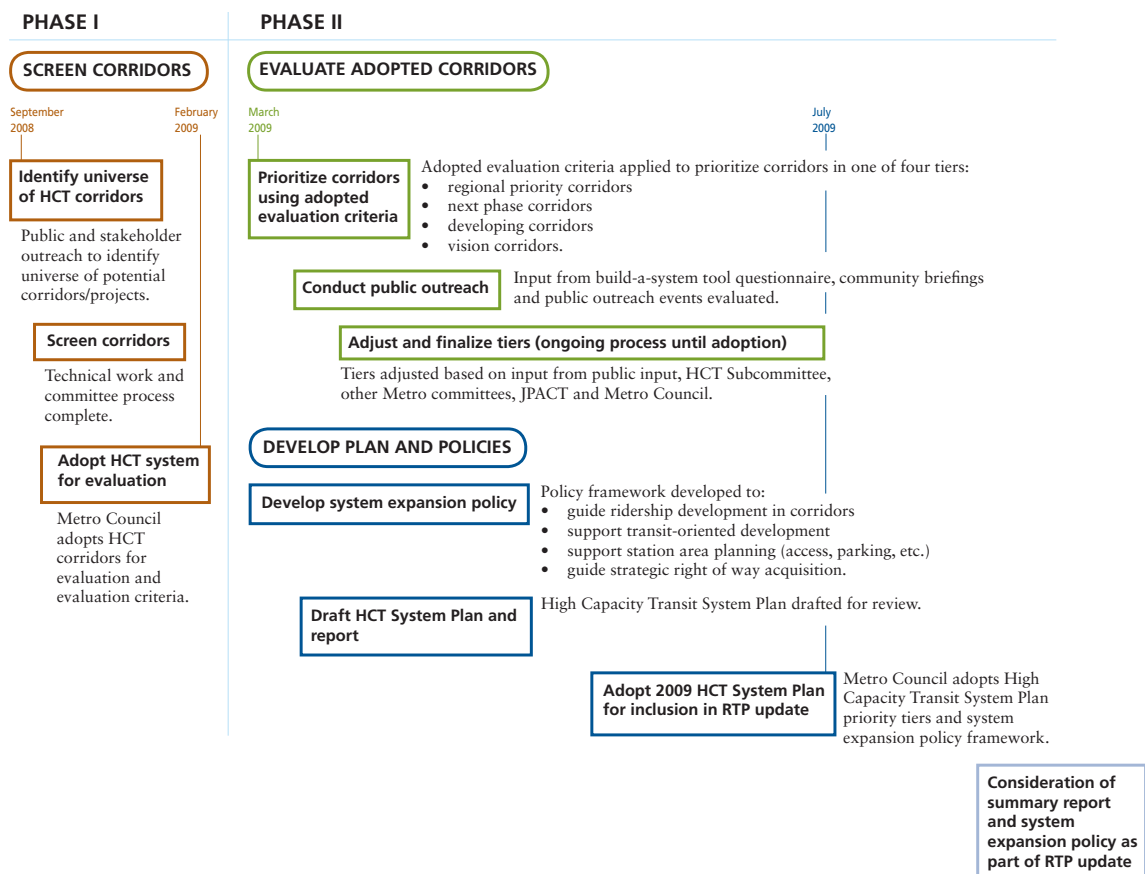 PHASE I
SCREEN CORRIDORS
September
2008
February
2009
Identify universe
of HCT corridors
Public and stakeholder
outreach to identify
universe of potential
corridors/projects.
Screen corridors
Technical work and
committee process
complete.
Adopt HCT system
for evaluation
Metro Council
adopts HCT
corridors for
evaluation and
evaluation criteria.
PHASE II
EVALUATE ADOPTED CORRIDORS
March
2009
July
2009
Prioritize corridors
using adopted
evaluation criteria
Adopted evaluation criteria applied to prioritize corridors in one of four tiers:
• regional priority corridors
• next phase corridors
• developing corridors
• vision corridors.
Conduct public outreach
Input from build-a-system tool questionnaire, community briefings
and public outreach events evaluated.
Adjust and finalize tiers (ongoing process until adoption)
Tiers adjusted based on input from public input, HCT Subcommittee,
other Metro committees, JPACT and Metro Council.
DEVELOP PLAN AND POLICIES
Develop system expansion policy
Policy framework developed to:
• guide ridership development in corridors
• support transit-oriented development
• support station area planning (access, parking, etc.)
• guide strategic right of way acquisition.
Draft HCT System Plan and
report
High Capacity Transit System Plan drafted for review.
Adopt 2009 HCT System Plan
for inclusion in RTP update
Metro Council adopts High
Capacity Transit System Plan
priority tiers and system
expansion policy framework.
Consideration of
summary report
and system
expansion policy as
part of RTP update